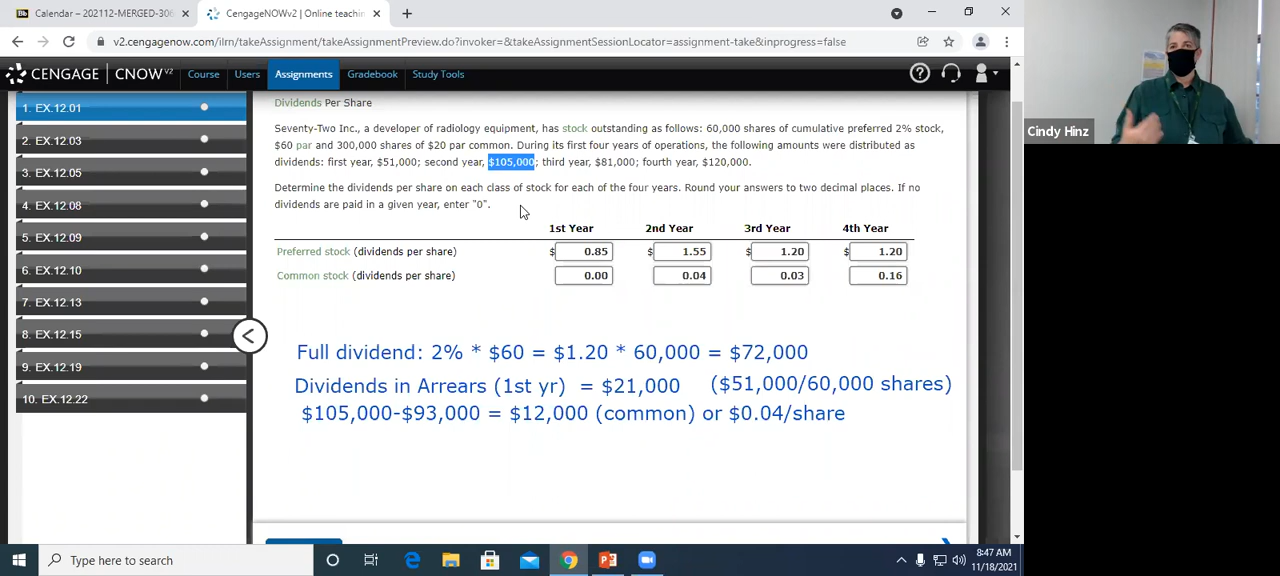 Calendar – 202112-MERGED-306
CengageNOWv2 | Online teachin
v2.cengagenow.com/ilrn/takeAssignment/takeAssignmentPreview.do?invoker=&takeAssignmentSessionLocator=assignment-take&inprogress=false
CENGAGE | CNOWv2 Course Users Assignments Gradebook Study Tools
1. EX.12.01
2. EX.12.03
3. EX.12.05
4. EX.12.08
5. EX.12.09
6. EX.12.10
7. EX.12.13
8. EX.12.15
9. EX.12.19
10. EX.12.22
Dividends Per Share
Seventy-Two Inc., a developer of radiology equipment, has stock outstanding as follows: 60,000 shares of cumulative preferred 2% stock,
$60 par and 300,000 shares of $20 par common. During its first four years of operations, the following amounts were distributed as
dividends: first year, $51,000; second year, $105,000; third year, $81,000; fourth year, $120,000.
Determine the dividends per share on each class of stock for each of the four years. Round your answers to two decimal places. If no
dividends are paid in a given year, enter "0".
1st Year 2nd Year 3rd Year 4th Year
Preferred stock (dividends per share) $ 0.85 $ 1.55 $ 1.20 $ 1.20
Common stock (dividends per share) 0.00 0.04 0.03 0.16
Full dividend: 2% * $60 = $1.20 * 60,000 = $72,000
Dividends in Arrears (1st yr) = $21,000 ($51,000/60,000 shares)
$105,000-$93,000 = $12,000 (common) or $0.04/share
Cindy Hinz
Type here to search
8:47 AM
11/18/2021